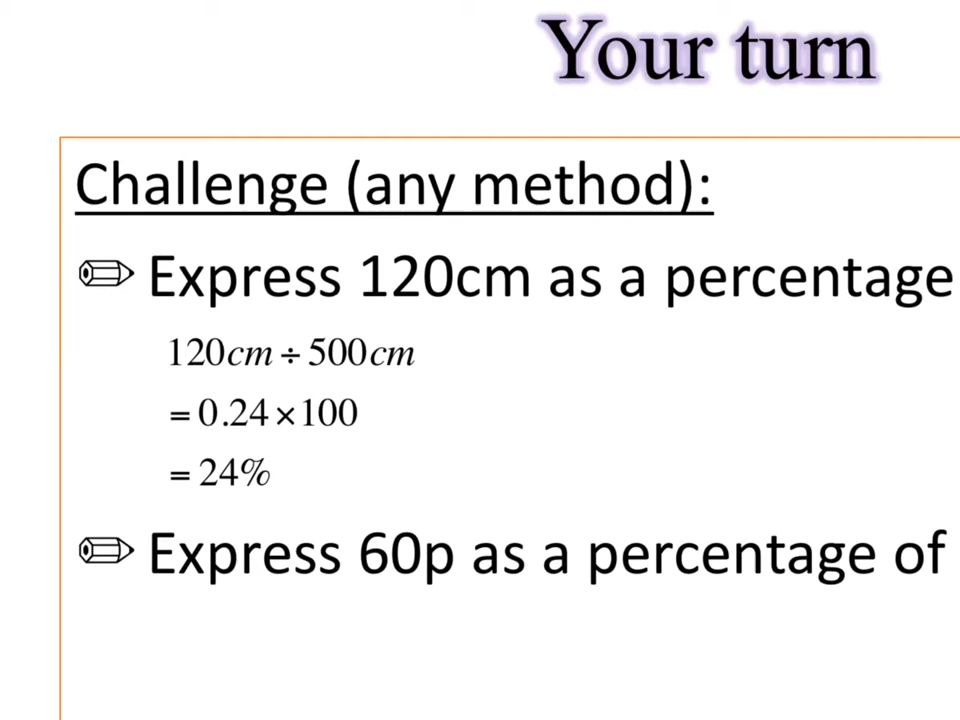 Your turn
Challenge (any method):
Express 120cm as a percentage
120cm ÷ 500cm
= 0.24 × 100
= 24%
Express 60p as a percentage of